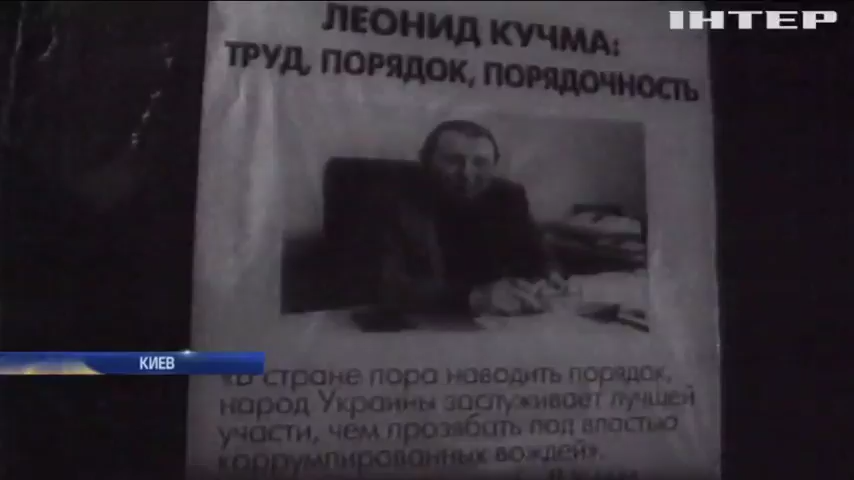 ІНТЕР
ЛЕОНИД КУЧМА:
ТРУД, ПОРЯДОК, ПОРЯДОЧНОСТЬ
КИЕВ
«В стране пора наводить порядок,
народ Украины заслуживает лучшей
участи, чем прозябать под властью
коррумпированных вождей».